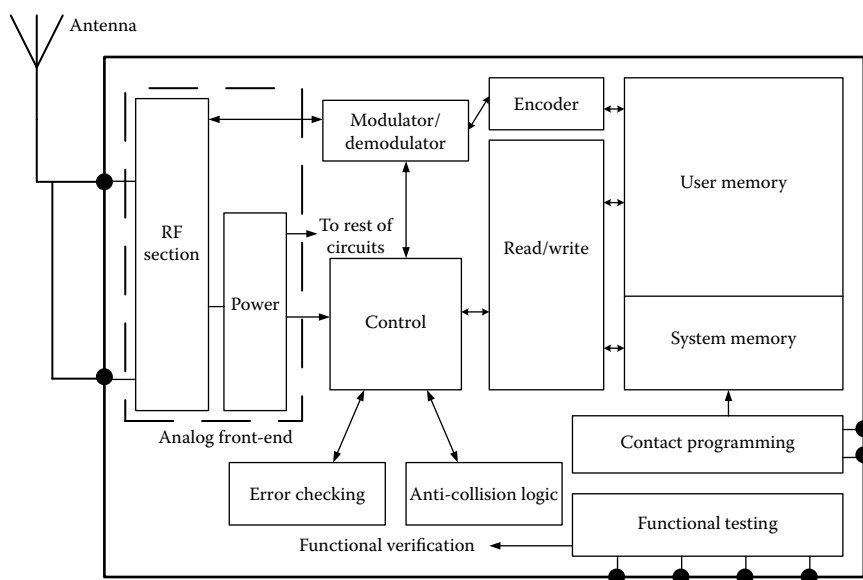 Antenna
Modulator/
demodulator
Encoder
User memory
RF
section
To rest of
circuits
Read/write
Power
Control
System memory
Analog front-end
Contact programming
Error checking
Anti-collision logic
Functional testing
Functional verification